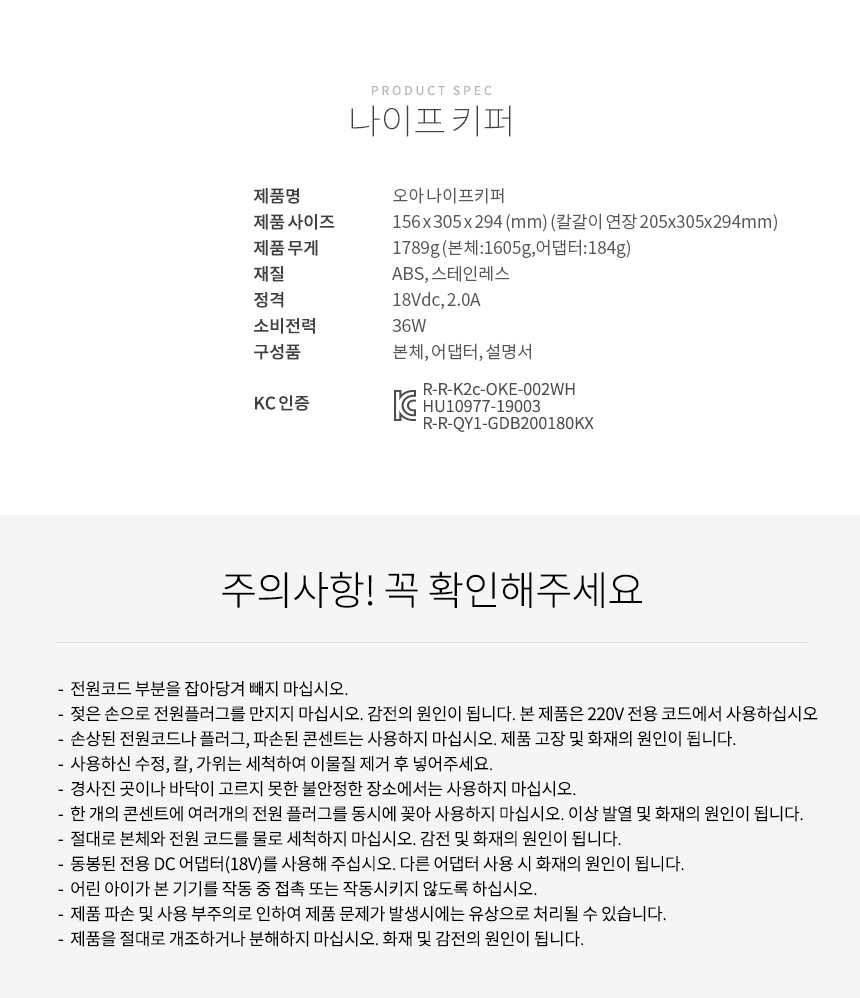 PRODUCT SPEC
나이프 키퍼
제품명 오아 나이프키퍼
제품 사이즈 156 x 305 x 294 (mm) (칼갈이 연장 205x305x294mm)
제품 무게 1789g (본체:1605g,어댑터:184g)
재질 ABS, 스테인레스
정격 18Vdc, 2.0A
소비전력 36W
구성품 본체, 어댑터, 설명서
KC 인증 R-R-K2c-OKE-002WH
HU10977-19003
R-R-QY1-GDB200180KX
주의사항! 꼭 확인해주세요
- 전원코드 부분을 잡아당겨 빼지 마십시오.
- 젖은 손으로 전원플러그를 만지지 마십시오. 감전의 원인이 됩니다. 본 제품은 220V 전용 코드에서 사용하십시오
- 손상된 전원코드나 플러그, 파손된 콘센트는 사용하지 마십시오. 제품 고장 및 화재의 원인이 됩니다.
- 사용하신 수정, 칼, 가위는 세척하여 이물질 제거 후 넣어주세요.
- 경사진 곳이나 바닥이 고르지 못한 불안정한 장소에서는 사용하지 마십시오.
- 한 개의 콘센트에 여러개의 전원 플러그를 동시에 꽂아 사용하지 마십시오. 이상 발열 및 화재의 원인이 됩니다.
- 절대로 본체와 전원 코드를 물로 세척하지 마십시오. 감전 및 화재의 원인이 됩니다.
- 동봉된 전용 DC 어댑터(18V)를 사용해 주십시오. 다른 어댑터 사용 시 화재의 원인이 됩니다.
- 어린 아이가 본 기기를 작동 중 접촉 또는 작동시키지 않도록 하십시오.
- 제품 파손 및 사용 부주의로 인하여 제품 문제가 발생시에는 유상으로 처리될 수 있습니다.
- 제품을 절대로 개조하거나 분해하지 마십시오. 화재 및 감전의 원인이 됩니다.